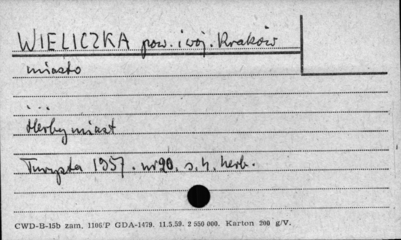 WIELICZKA pow. i woj. Kraków
miasto
...
Herby miast
Turysta 1957. nr 20. s. 4. herb.
CWD-B-15b zam. 1106/P GDA-1479. 11.5.59. 2 550 000. Karton 200 g/V.